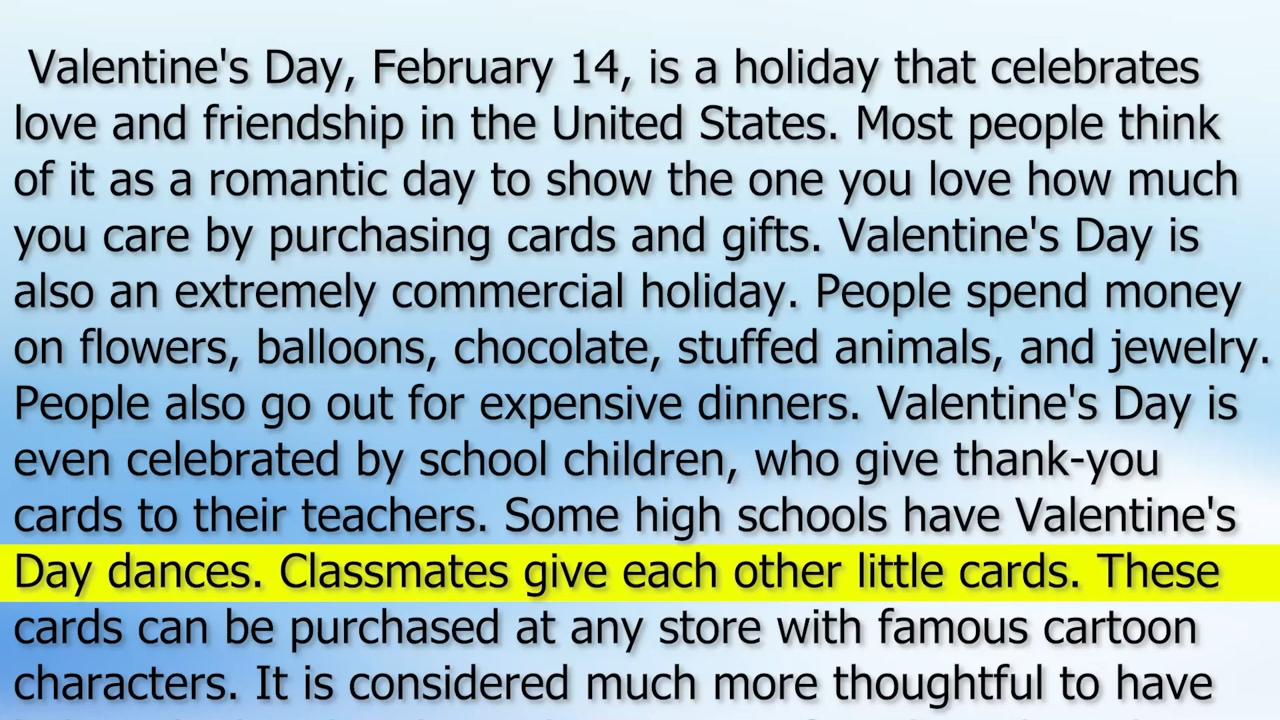 Valentine's Day, February 14, is a holiday that celebrates
love and friendship in the United States. Most people think
of it as a romantic day to show the one you love how much
you care by purchasing cards and gifts. Valentine's Day is
also an extremely commercial holiday. People spend money
on flowers, balloons, chocolate, stuffed animals, and jewelry.
People also go out for expensive dinners. Valentine's Day is
even celebrated by school children, who give thank-you
cards to their teachers. Some high schools have Valentine's
Day dances. Classmates give each other little cards. These
cards can be purchased at any store with famous cartoon
characters. It is considered much more thoughtful to have